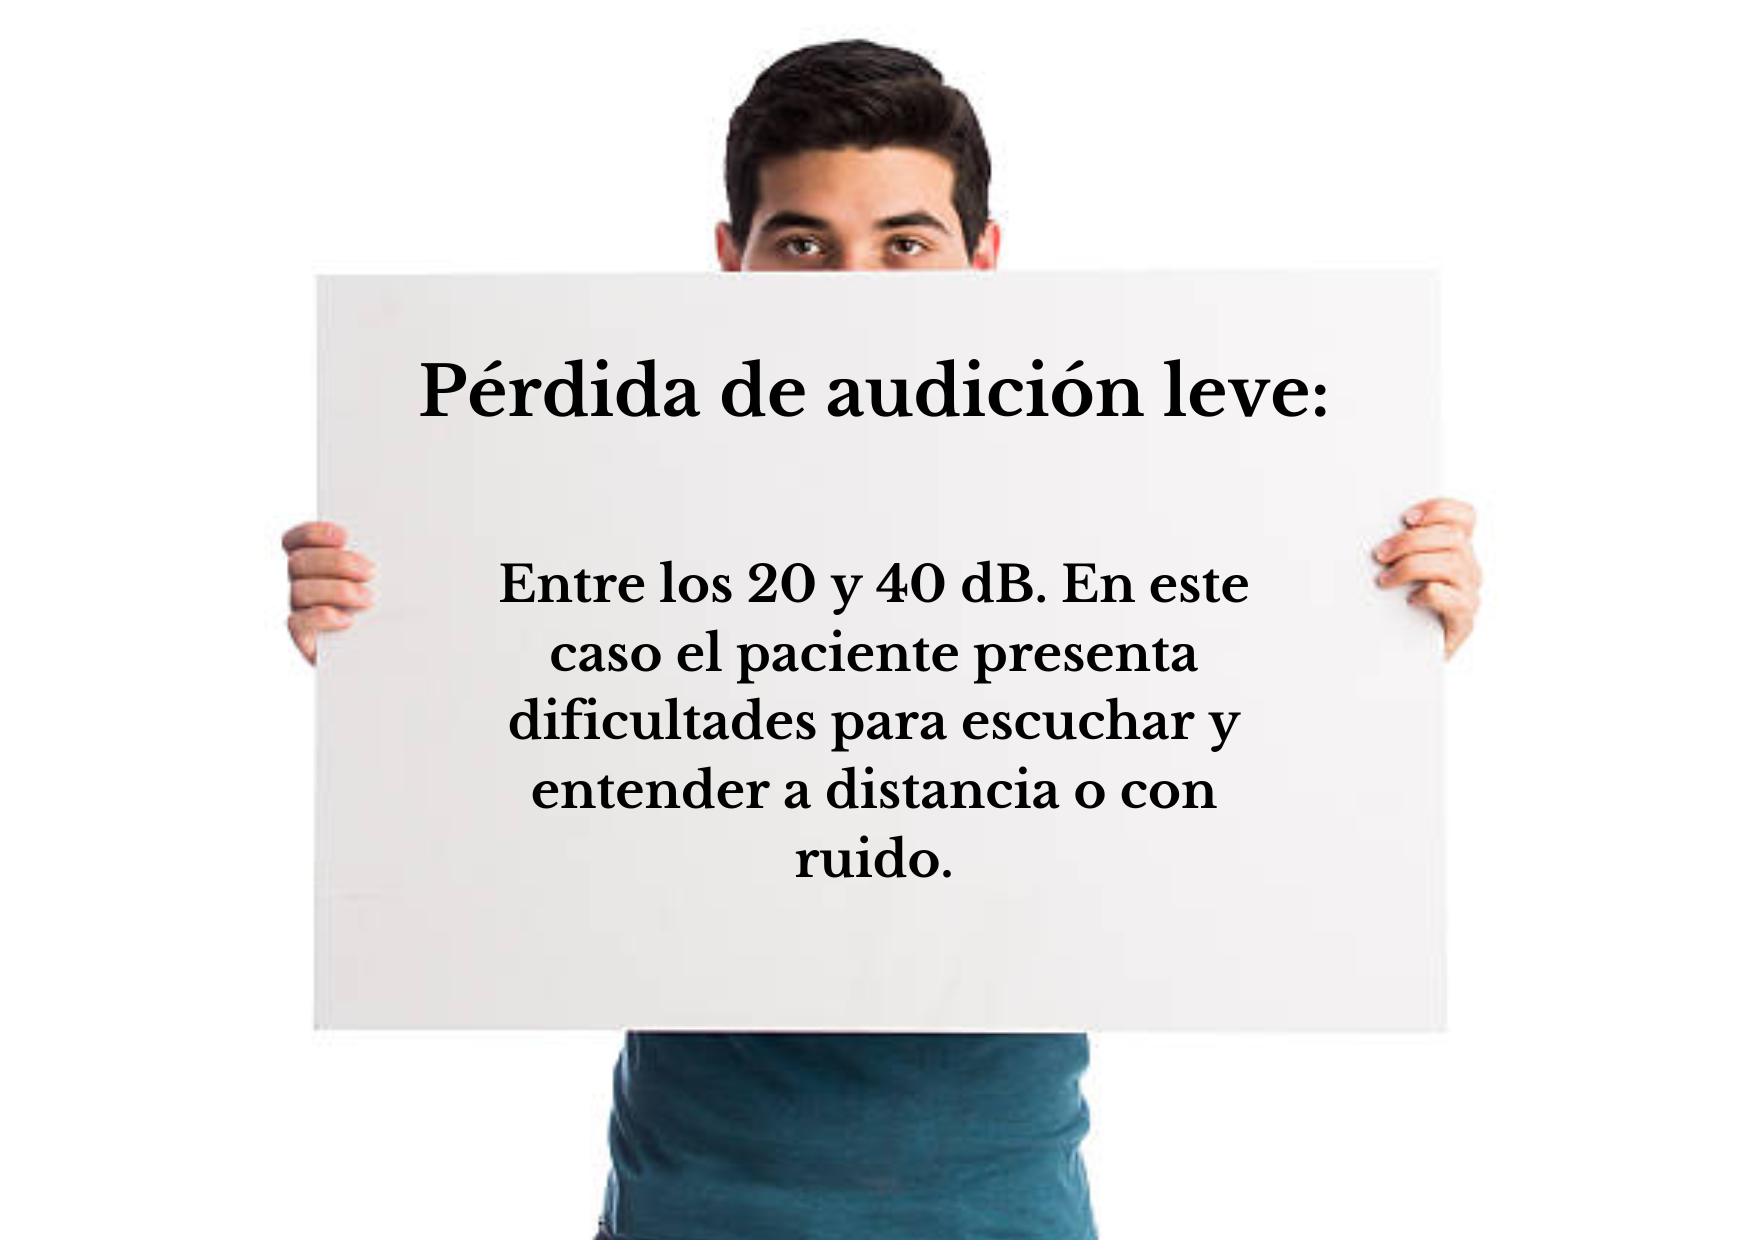 Pérdida de audición leve:
Entre los 20 y 40 dB. En este
caso el paciente presenta
dificultades para escuchar y
entender a distancia o con
ruido.